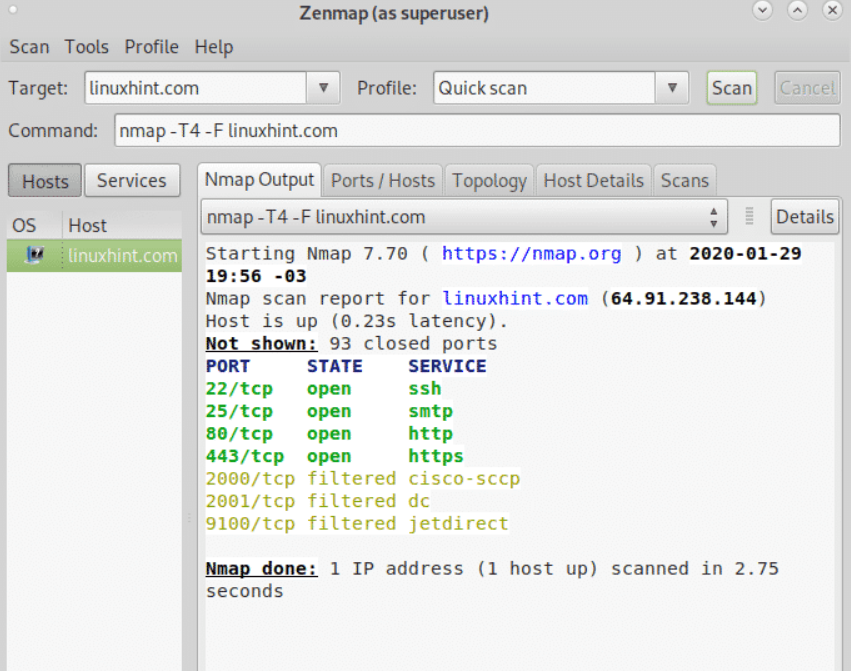 Zenmap (as superuser)
Scan Tools Profile Help
Target: linuxhint.com Profile: Quick scan Scan Cancel
Command: nmap -T4 -F linuxhint.com
Hosts Services Nmap Output Ports / Hosts Topology Host Details Scans
nmap -T4 -F linuxhint.com Details
OS Host
linuxhint.com
Starting Nmap 7.70 ( https://nmap.org ) at 2020-01-29
19:56 -03
Nmap scan report for linuxhint.com (64.91.238.144)
Host is up (0.23s latency).
Not shown: 93 closed ports
PORT STATE SERVICE
22/tcp open ssh
25/tcp open smtp
80/tcp open http
443/tcp open https
2000/tcp filtered cisco-sccp
2001/tcp filtered dc
9100/tcp filtered jetdirect
Nmap done: 1 IP address (1 host up) scanned in 2.75
seconds